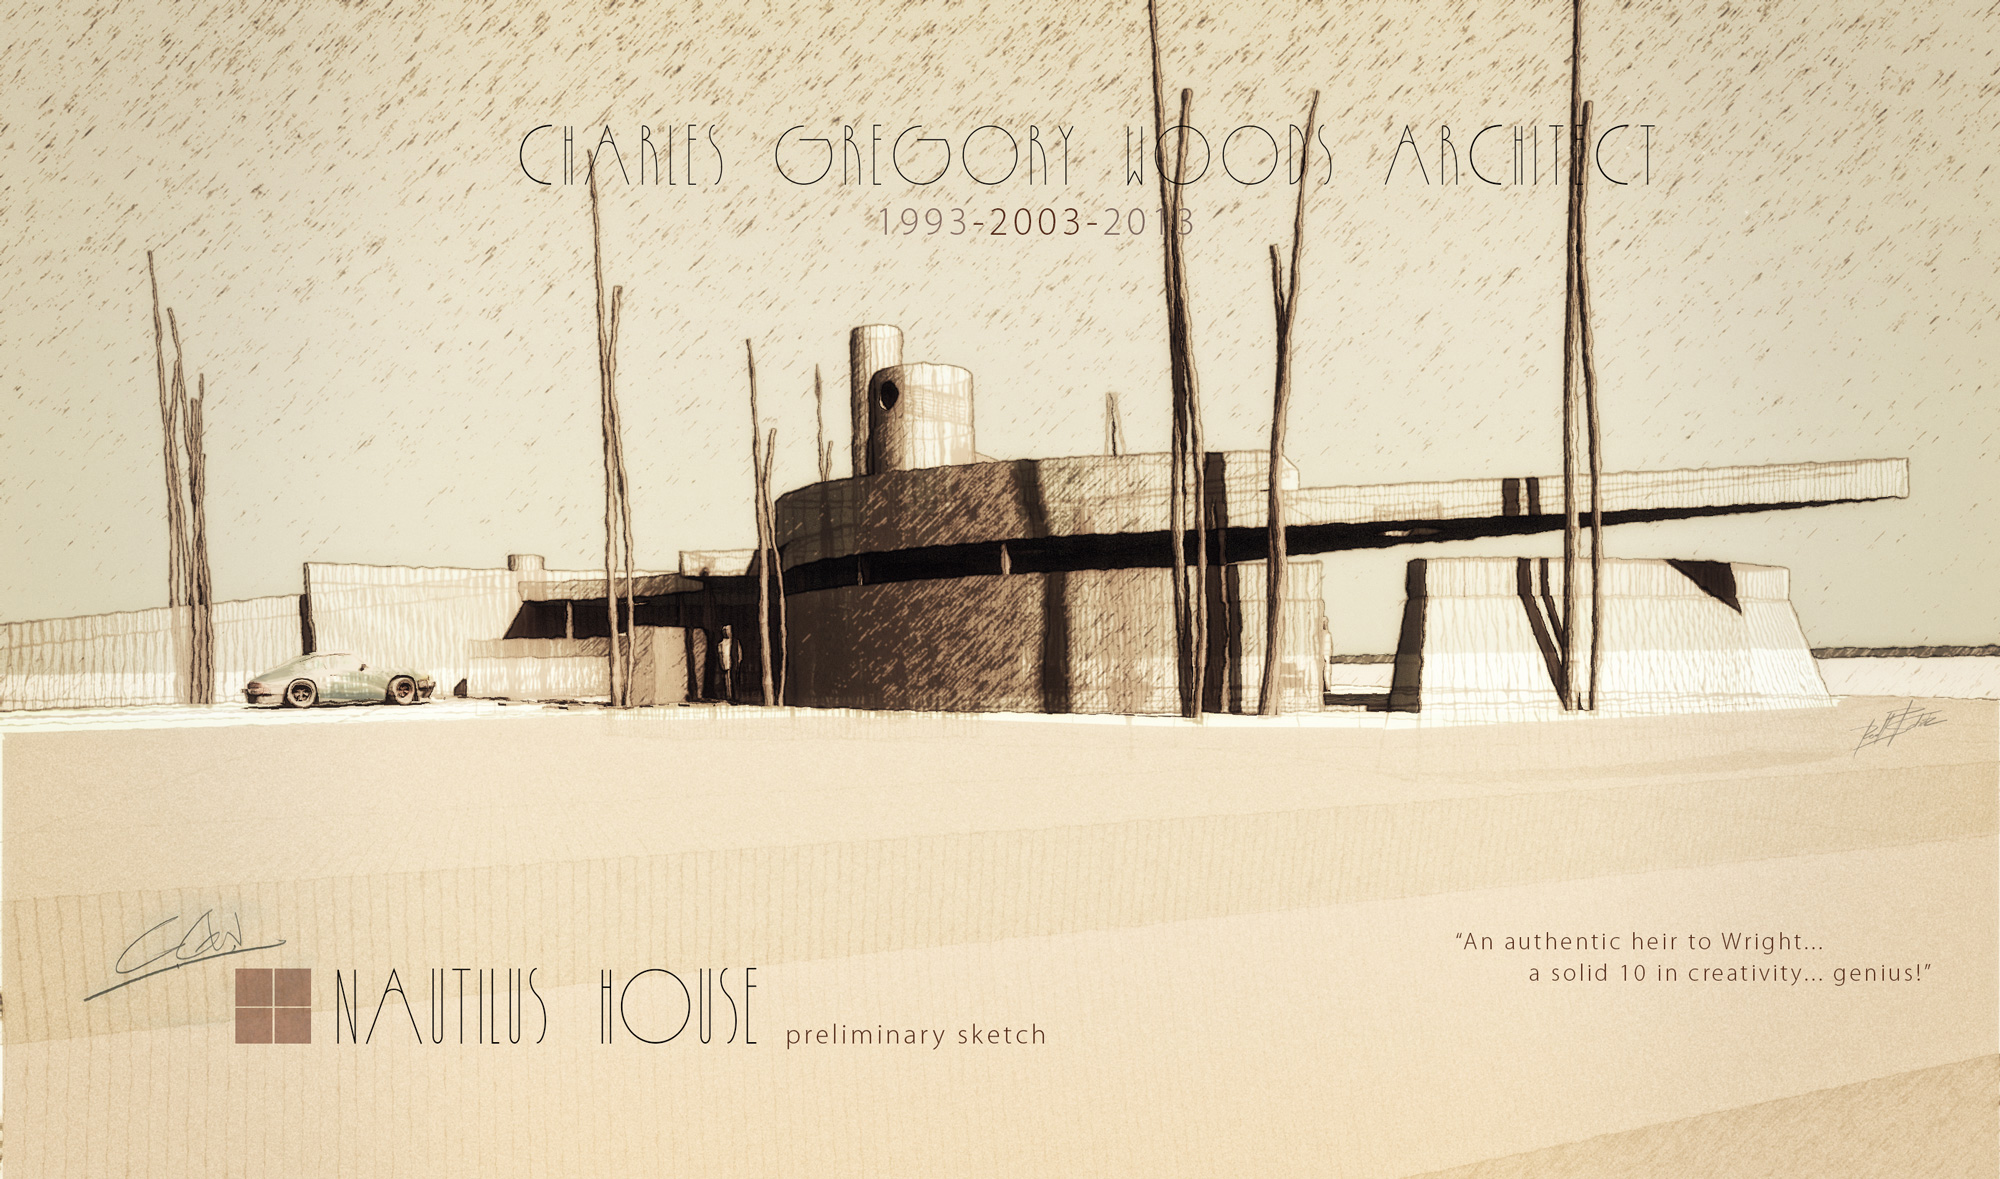 CHARLES GREGORY WOODS ARCHITECT
1993-2003-2013
“An authentic heir to Wright...
a solid 10 in creativity... genius!”
NAUTILUS HOUSE preliminary sketch